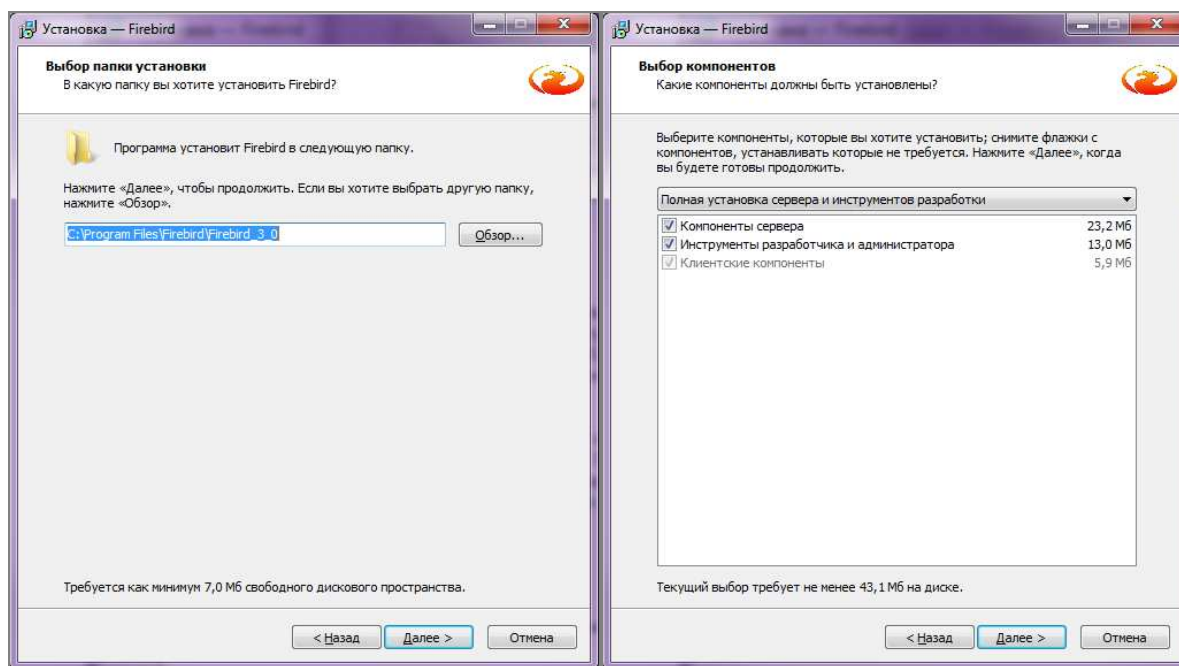 Установка — Firebird
Выбор папки установки
В какую папку вы хотите установить Firebird?
Программа установит Firebird в следующую папку.
Нажмите «Далее», чтобы продолжить. Если вы хотите выбрать другую папку,
нажмите «Обзор».
C:\Program Files\Firebird\Firebird_3_0
Обзор...
Требуется как минимум 7,0 Мб свободного дискового пространства.
< Назад
Далее >
Отмена
Установка — Firebird
Выбор компонентов
Какие компоненты должны быть установлены?
Выберите компоненты, которые вы хотите установить; снимите флажки с
компонентов, устанавливать которые не требуется. Нажмите «Далее», когда
вы будете готовы продолжить.
Полная установка сервера и инструментов разработки
Компоненты сервера 23,2 Мб
Инструменты разработчика и администратора 13,0 Мб
Клиентские компоненты 5,9 Мб
Текущий выбор требует не менее 43,1 Мб на диске.
< Назад
Далее >
Отмена